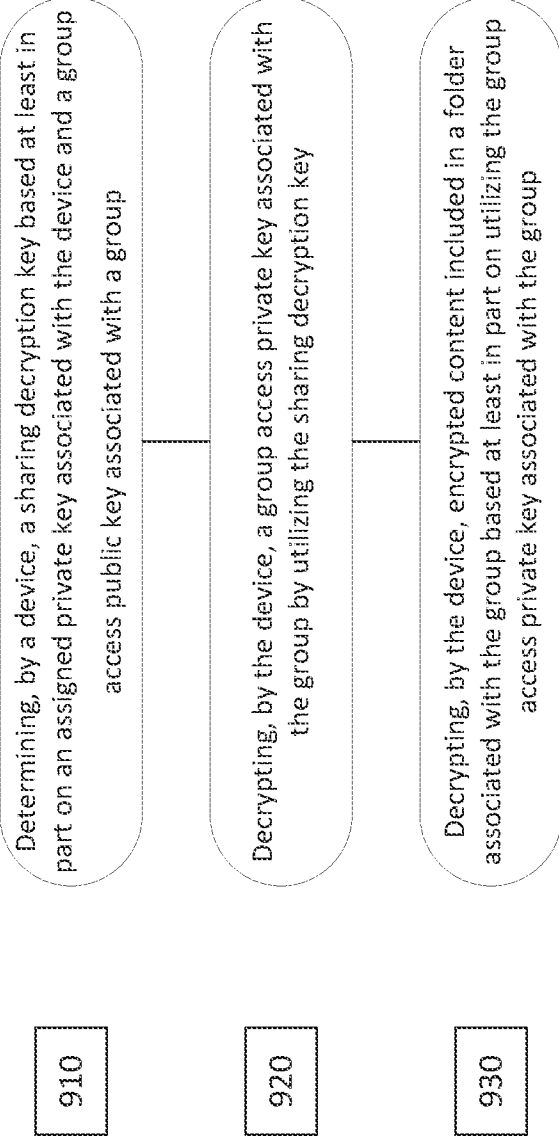 910
Determining, by a device, a sharing decryption key based at least in
part on an assigned private key associated with the device and a group
access public key associated with a group
920
Decrypting, by the device, a group access private key associated with
the group by utilizing the sharing decryption key
930
Decrypting, by the device, encrypted content included in a folder
associated with the group based at least in part on utilizing the group
access private key associated with the group